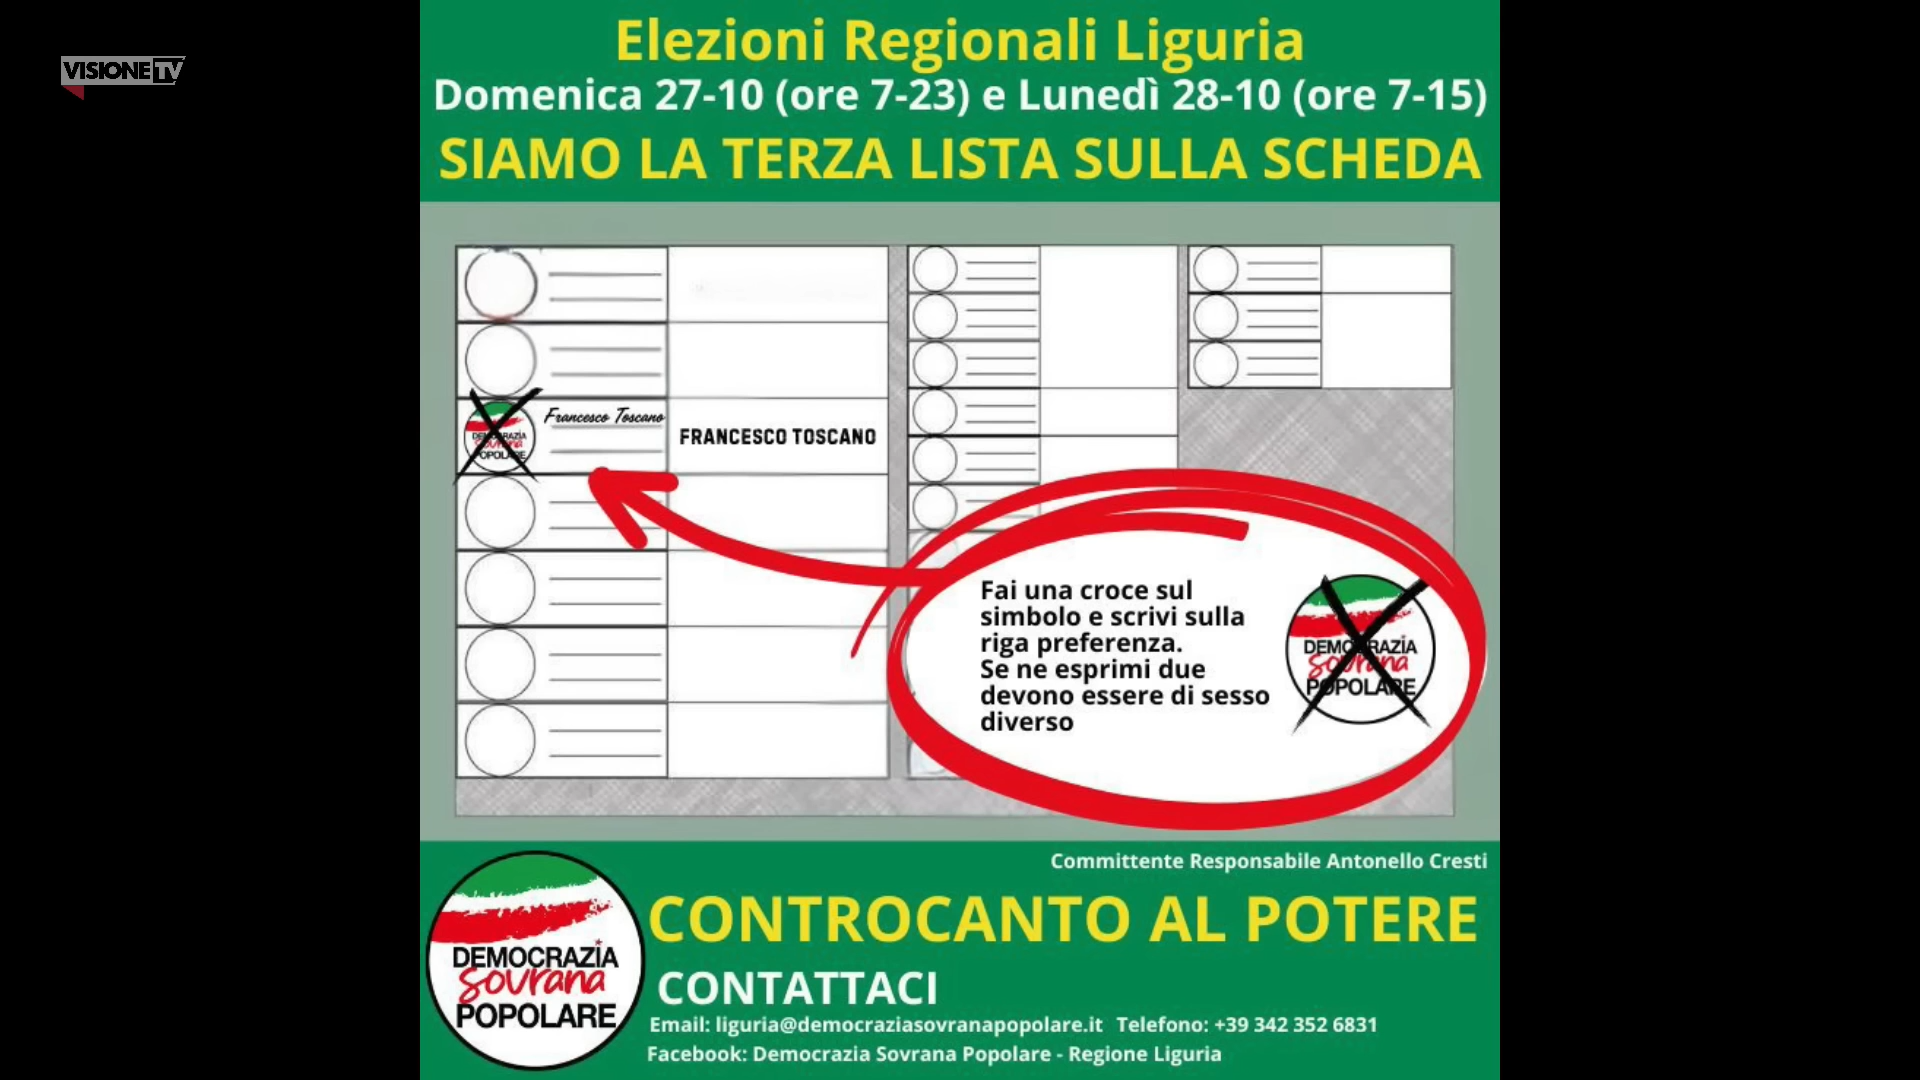 VISIONE TV
Elezioni Regionali Liguria
Domenica 27-10 (ore 7-23) e Lunedì 28-10 (ore 7-15)
SIAMO LA TERZA LISTA SULLA SCHEDA
DEMOCRAZIA
sovrana
POPOLARE
Francesco Toscano
FRANCESCO TOSCANO
Fai una croce sul
simbolo e scrivi sulla
riga preferenza.
Se ne esprimi due
devono essere di sesso
diverso
DEMOCRAZIA
sovrana
POPOLARE
Committente Responsabile Antonello Cresti
DEMOCRAZIA
sovrana
POPOLARE
CONTROCANTO AL POTERE
CONTATTACI
Email: liguria@democraziasovranapopolare.it Telefono: +39 342 352 6831
Facebook: Democrazia Sovrana Popolare - Regione Liguria